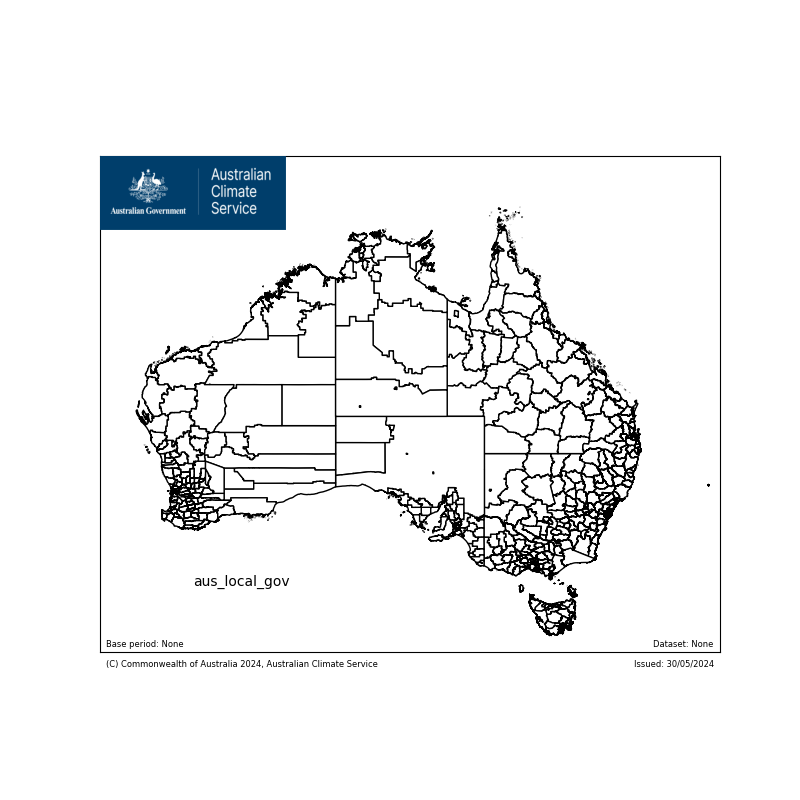 Australian
Climate
Service
Australian Government
aus_local_gov
Base period: None
Dataset: None
(C) Commonwealth of Australia 2024, Australian Climate Service
Issued: 30/05/2024